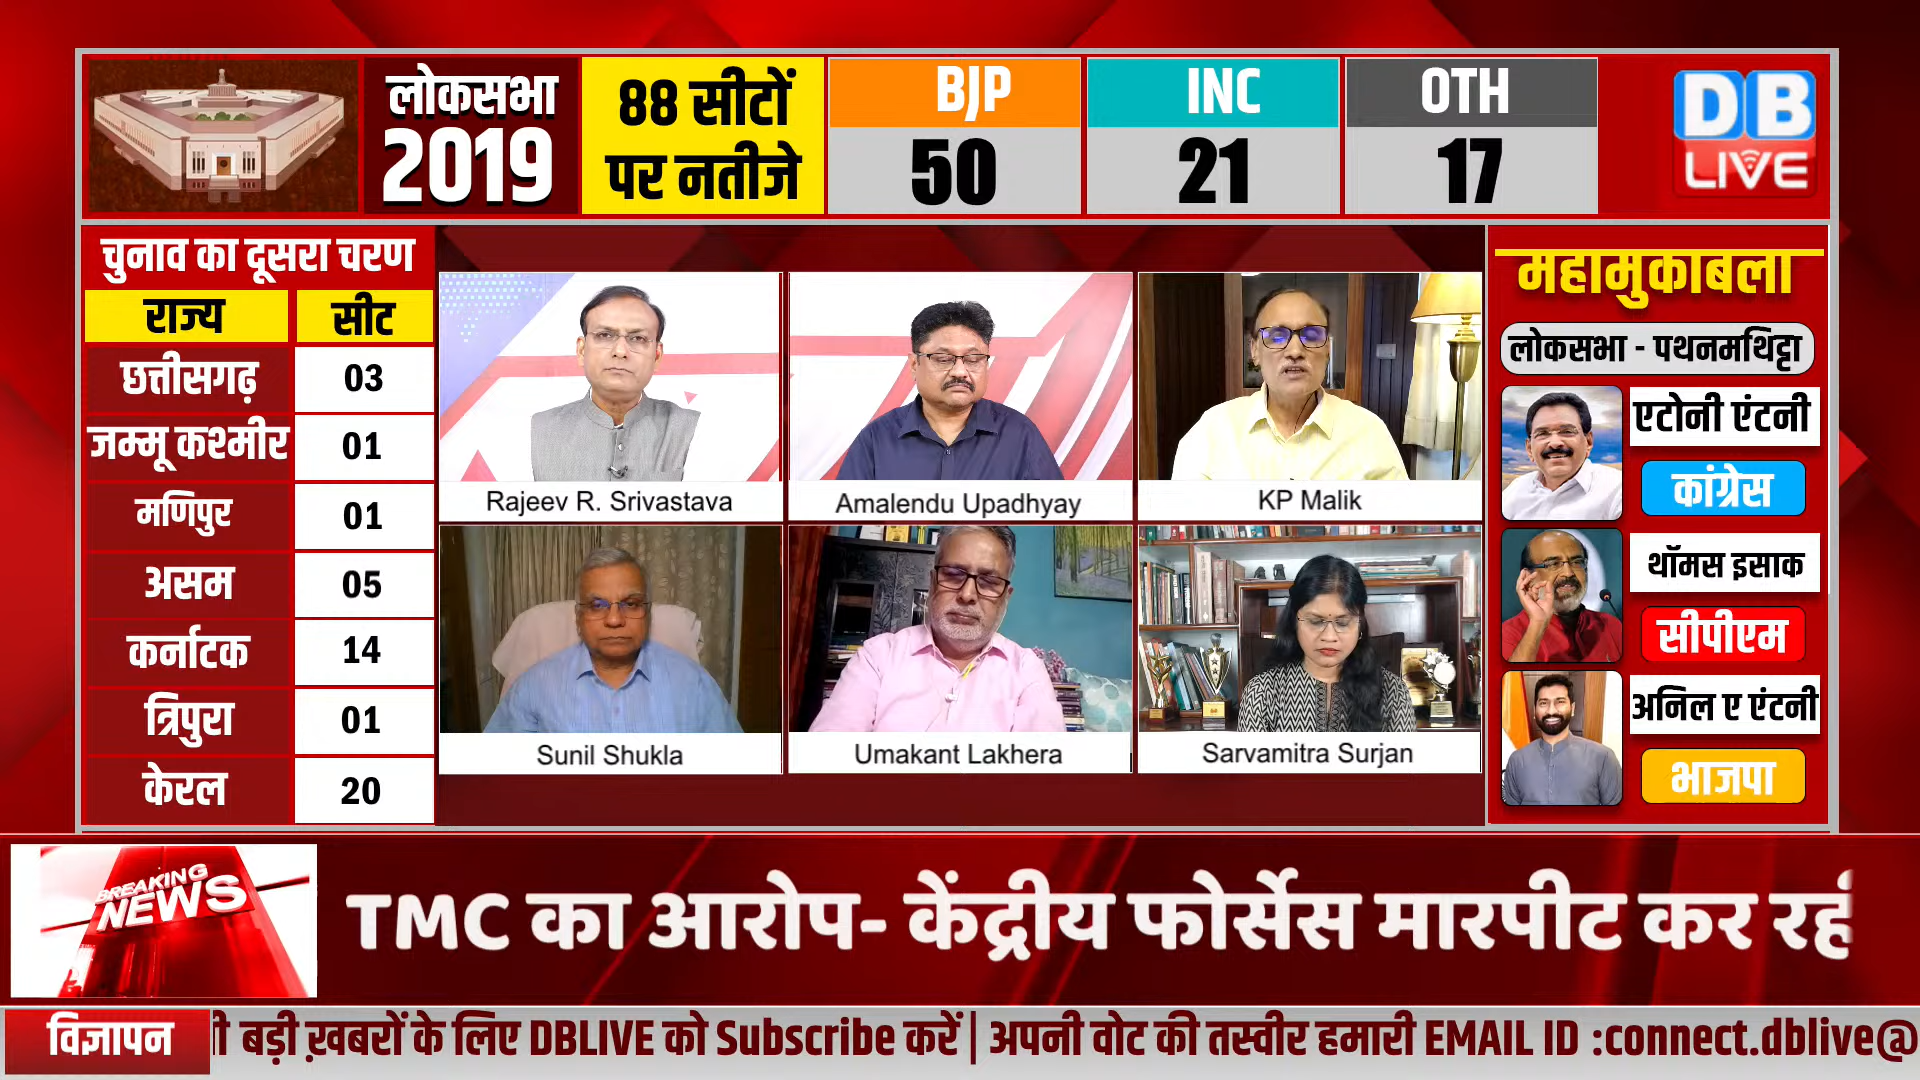 लोकसभा
2019
88 सीटों
पर नतीजे
BJP
50
INC
21
OTH
17
DB
LIVE
चुनाव का दूसरा चरण
राज्य सीट
छत्तीसगढ़ 03
जम्मू कश्मीर 01
मणिपुर 01
असम 05
कर्नाटक 14
त्रिपुरा 01
केरल 20
Rajeev R. Srivastava
Amalendu Upadhyay
KP Malik
Sunil Shukla
Umakant Lakhera
Sarvamitra Surjan
महामुकाबला
लोकसभा - पथनमथिट्टा
एटोनी एंटनी
कांग्रेस
थॉमस इसाक
सीपीएम
अनिल ए एंटनी
भाजपा
BREAKING
NEWS
TMC का आरोप- केंद्रीय फोर्सेस मारपीट कर
विज्ञापन
बड़ी ख़बरों के लिए DBLIVE को Subscribe करें | अपनी वोट की तस्वीर हमारी EMAIL ID :connect.dblive@